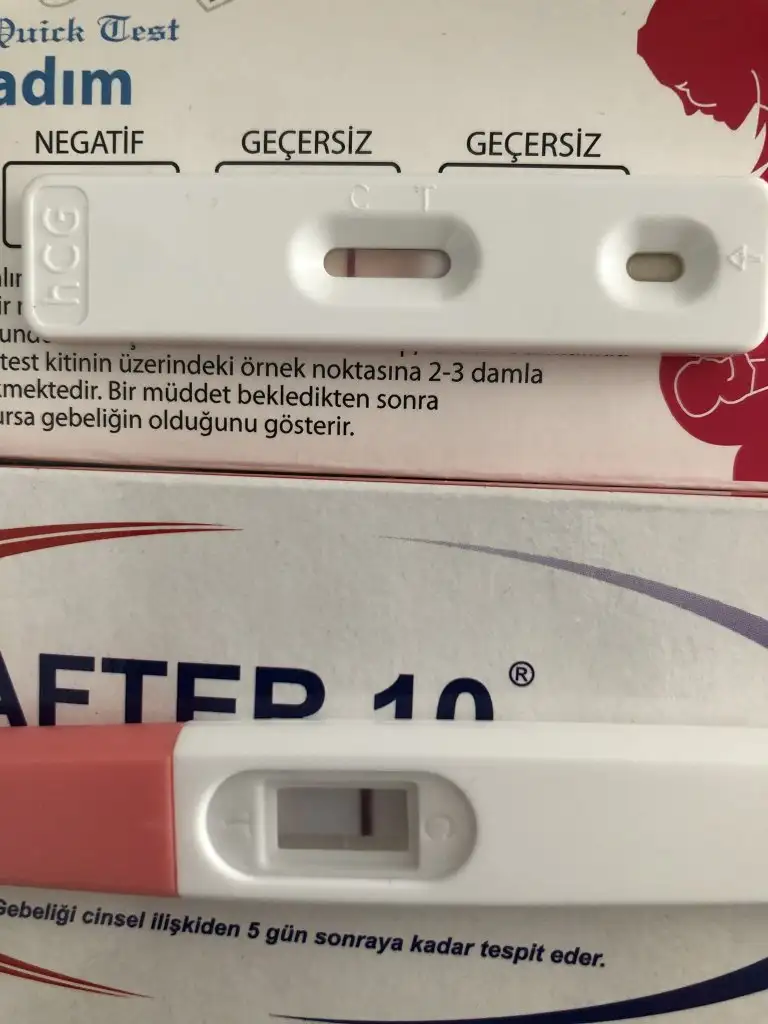 Quick Test
adım
NEGATİF GEÇERSİZ GEÇERSİZ
C T
hCG
test kitinin üzerindeki örnek noktasına 2-3 damla
mektedir. Bir müddet bekledikten sonra
ursa gebeliğin olduğunu gösterir.
AFTER 10®
T C
Gebeliği cinsel ilişkiden 5 gün sonraya kadar tespit eder.